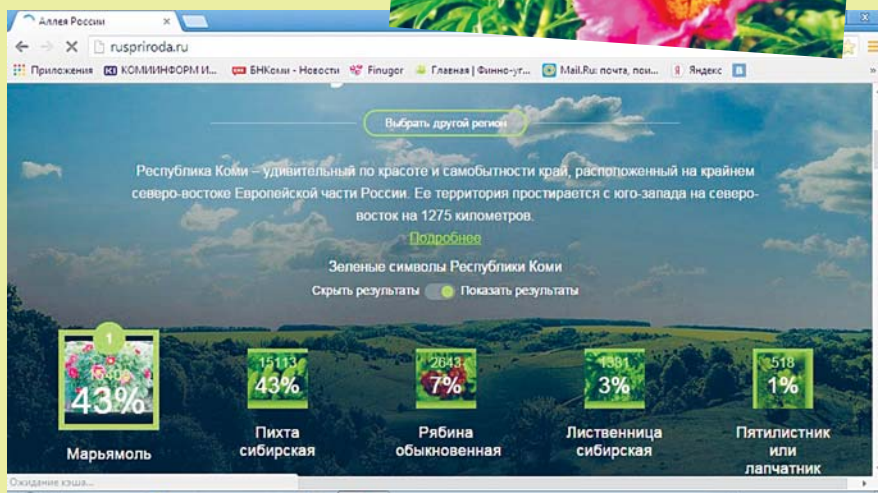 Аллея России
ruspriroda.ru
Приложения КОМИИНФОРМ И... БНКоми - Новости Finugor Главная | Финно-уг... Mail.Ru: почта, пои... Яндекс
Выбрать другой регион
Республика Коми – удивительный по красоте и самобытности край, расположенный на крайнем
северо-востоке Европейской части России. Ее территория простирается с юго-запада на северо-
восток на 1275 километров.
Подробнее
Зеленые символы Республики Коми
Скрыть результаты Показать результаты
1
43%
15113
43%
2643
7%
1331
3%
518
1%
Марьямоль
Пихта
сибирская
Рябина
обыкновенная
Лиственница
сибирская
Пятилистник
или
лапчатник
Ожидание кэша...